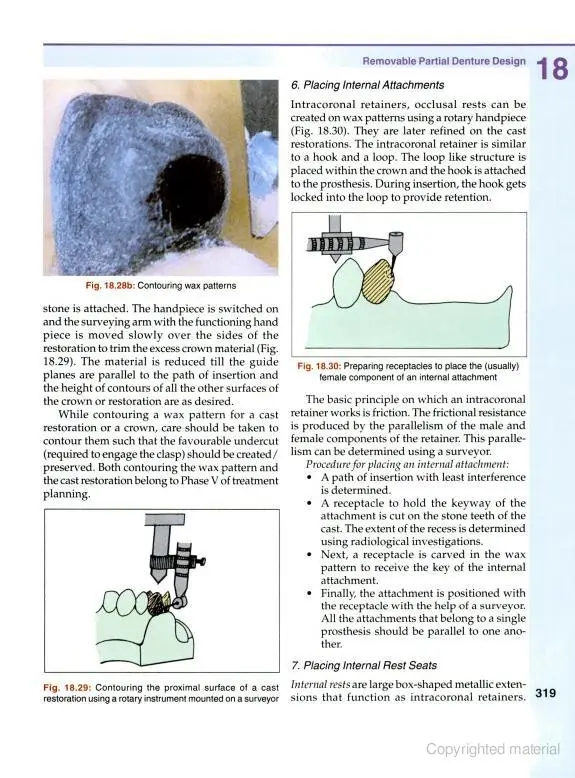 Removable Partial Denture Design
18
Fig. 18.28b: Contouring wax patterns
stone is attached. The handpiece is switched on
and the surveying arm with the functioning hand
piece is moved slowly over the sides of the
restoration to trim the excess crown material (Fig.
18.29). The material is reduced till the guide
planes are parallel to the path of insertion and
the height of contours of all the other surfaces of
the crown or restoration are as desired.
While contouring a wax pattern for a cast
restoration or a crown, care should be taken to
contour them such that the favourable undercut
(required to engage the clasp) should be created/
preserved. Both contouring the wax pattern and
the cast restoration belong to Phase V of treatment
planning.
Fig. 18.29: Contouring the proximal surface of a cast
restoration using a rotary instrument mounted on a surveyor
6. Placing Internal Attachments
Intracoronal retainers, occlusal rests can be
created on wax patterns using a rotary handpiece
(Fig. 18.30). They are later refined on the cast
restorations. The intracoronal retainer is similar
to a hook and a loop. The loop like structure is
placed within the crown and the hook is attached
to the prosthesis. During insertion, the hook gets
locked into the loop to provide retention.
Fig. 18.30: Preparing receptacles to place the (usually)
female component of an internal attachment
The basic principle on which an intracoronal
retainer works is friction. The frictional resistance
is produced by the parallelism of the male and
female components of the retainer. This paralle-
lism can be determined using a surveyor.
Procedure for placing an internal attachment:
• A path of insertion with least interference
is determined.
• A receptacle to hold the keyway of the
attachment is cut on the stone teeth of the
cast. The extent of the recess is determined
using radiological investigations.
• Next, a receptacle is carved in the wax
pattern to receive the key of the internal
attachment.
• Finally, the attachment is positioned with
the receptacle with the help of a surveyor.
All the attachments that belong to a single
prosthesis should be parallel to one ano-
ther.
7. Placing Internal Rest Seats
Internal rests are large box-shaped metallic exten-
sions that function as intracoronal retainers.
319
Copyrighted material